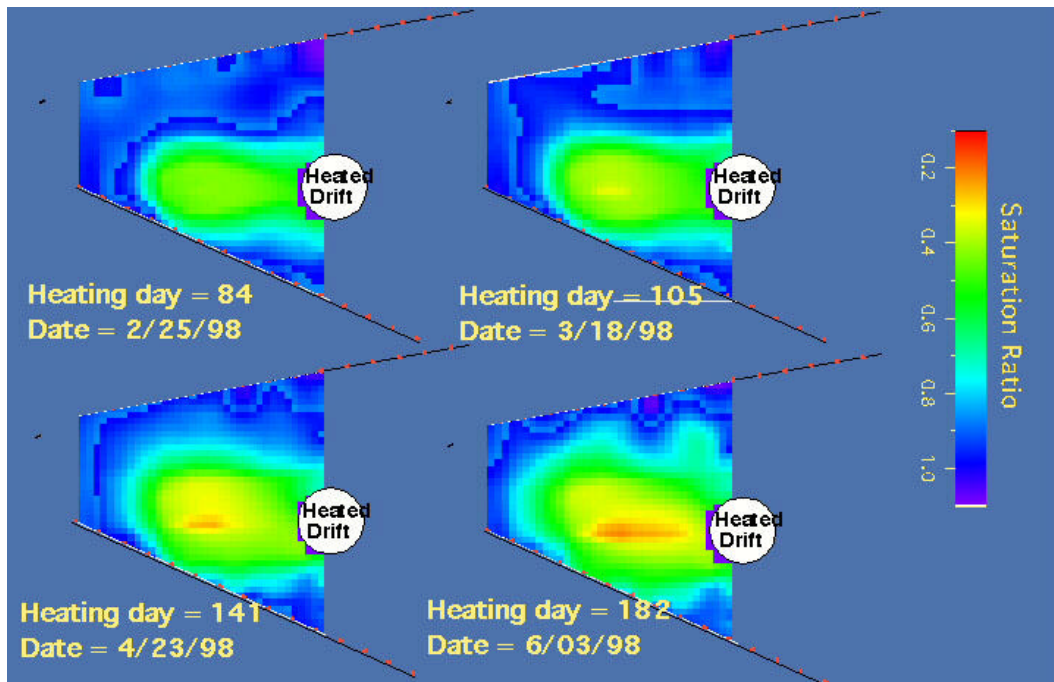 Heated
Drift
Heating day = 84
Date = 2/25/98
Heated
Drift
Heating day = 105
Date = 3/18/98
Heated
Drift
Heating day = 141
Date = 4/23/98
Heated
Drift
Heating day = 182
Date = 6/03/98
0.2
0.4
0.6
0.8
1.0
Saturation Ratio